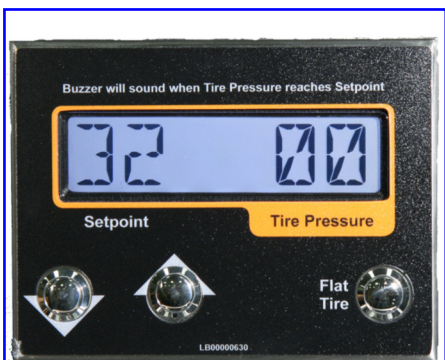 Buzzer will sound when Tire Pressure reaches Setpoint
32 00
Setpoint Tire Pressure
Flat
Tire
LB00000630